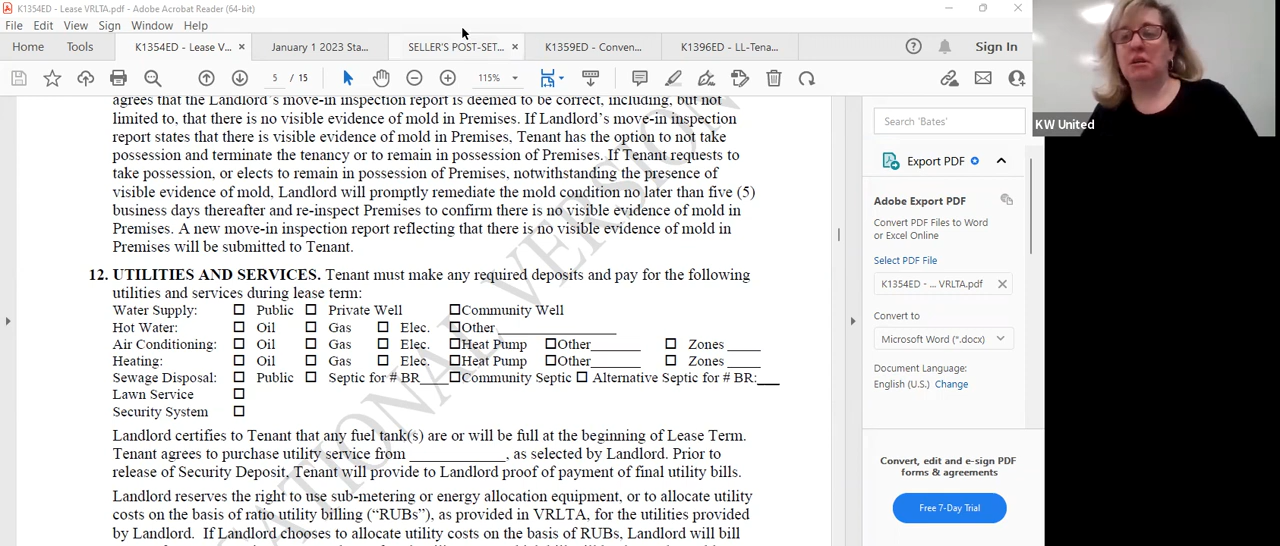 K1354ED - Lease VRLTA.pdf - Adobe Acrobat Reader (64-bit)
File Edit View Sign Window Help
Home Tools K1354ED - Lease V... × January 1 2023 Sta... SELLER'S POST-SET... × K1359ED - Conven... K1396ED - LL-Tena... Sign In
5 / 15 115%
agrees that the Landlord's move-in inspection report is deemed to be correct, including, but not
limited to, that there is no visible evidence of mold in Premises. If Landlord's move-in inspection
report states that there is visible evidence of mold in Premises, Tenant has the option to not take
possession and terminate the tenancy or to remain in possession of Premises. If Tenant requests to
take possession, or elects to remain in possession of Premises, notwithstanding the presence of
visible evidence of mold, Landlord will promptly remediate the mold condition no later than five (5)
business days thereafter and re-inspect Premises to confirm there is no visible evidence of mold in
Premises. A new move-in inspection report reflecting that there is no visible evidence of mold in
Premises will be submitted to Tenant.
12. UTILITIES AND SERVICES. Tenant must make any required deposits and pay for the following
utilities and services during lease term:
Water Supply: ☐ Public ☐ Private Well ☐Community Well
Hot Water: ☐ Oil ☐ Gas ☐ Elec. ☐Other ________________
Air Conditioning: ☐ Oil ☐ Gas ☐ Elec. ☐Heat Pump ☐Other_______ ☐ Zones ____
Heating: ☐ Oil ☐ Gas ☐ Elec. ☐Heat Pump ☐Other_______ ☐ Zones ____
Sewage Disposal: ☐ Public ☐ Septic for # BR____ ☐Community Septic ☐ Alternative Septic for # BR:___
Lawn Service ☐
Security System ☐
Landlord certifies to Tenant that any fuel tank(s) are or will be full at the beginning of Lease Term.
Tenant agrees to purchase utility service from _____________, as selected by Landlord. Prior to
release of Security Deposit, Tenant will provide to Landlord proof of payment of final utility bills.
Landlord reserves the right to use sub-metering or energy allocation equipment, or to allocate utility
costs on the basis of ratio utility billing ("RUBs"), as provided in VRLTA, for the utilities provided
by Landlord. If Landlord chooses to allocate utility costs on the basis of RUBs, Landlord will bill
ATIONAL VERSION
Search 'Bates'
Export PDF
Adobe Export PDF
Convert PDF Files to Word
or Excel Online
Select PDF File
K1354ED - ... VRLTA.pdf ×
Convert to
Microsoft Word (*.docx)
Document Language:
English (U.S.) Change
Convert, edit and e-sign PDF
forms & agreements
Free 7-Day Trial
KW United